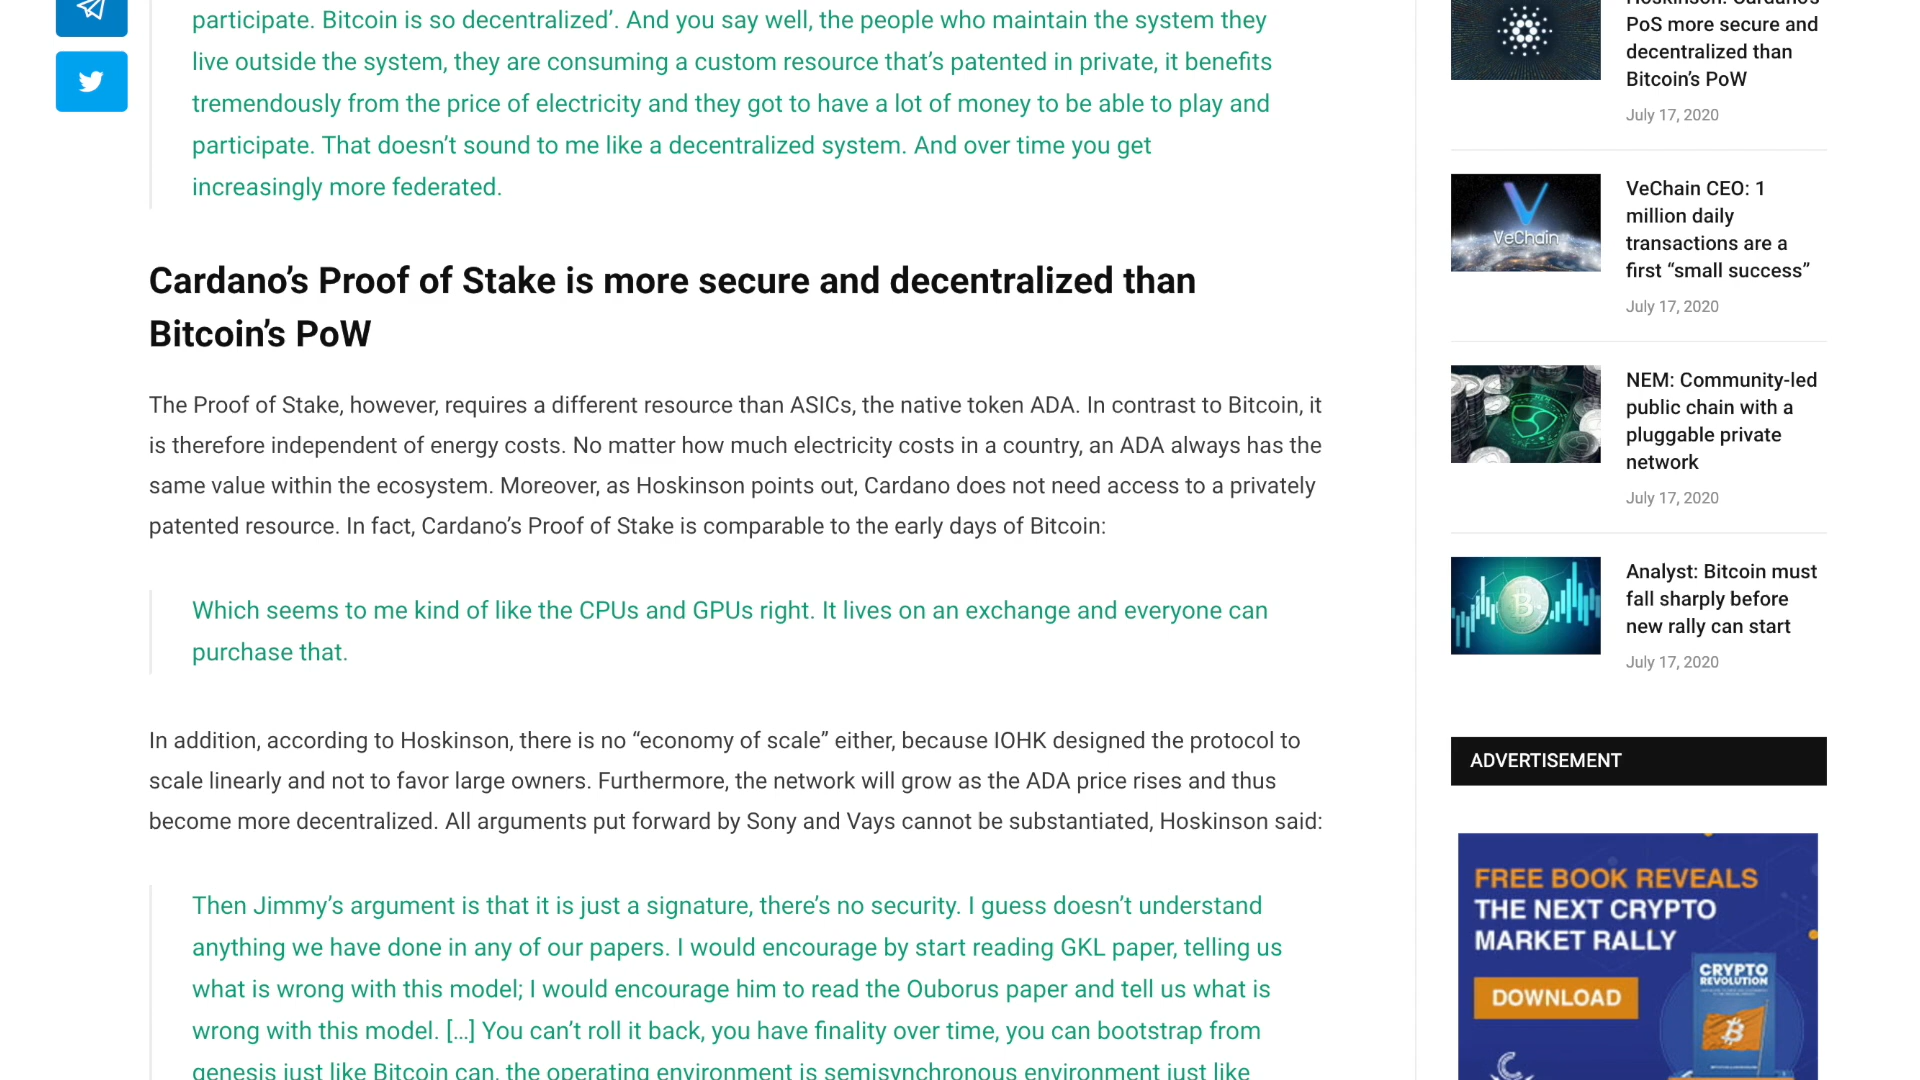 participate. Bitcoin is so decentralized’. And you say well, the people who maintain the system they
live outside the system, they are consuming a custom resource that’s patented in private, it benefits
tremendously from the price of electricity and they got to have a lot of money to be able to play and
participate. That doesn’t sound to me like a decentralized system. And over time you get
increasingly more federated.
Cardano’s Proof of Stake is more secure and decentralized than
Bitcoin’s PoW
The Proof of Stake, however, requires a different resource than ASICs, the native token ADA. In contrast to Bitcoin, it
is therefore independent of energy costs. No matter how much electricity costs in a country, an ADA always has the
same value within the ecosystem. Moreover, as Hoskinson points out, Cardano does not need access to a privately
patented resource. In fact, Cardano’s Proof of Stake is comparable to the early days of Bitcoin:
Which seems to me kind of like the CPUs and GPUs right. It lives on an exchange and everyone can
purchase that.
In addition, according to Hoskinson, there is no “economy of scale” either, because IOHK designed the protocol to
scale linearly and not to favor large owners. Furthermore, the network will grow as the ADA price rises and thus
become more decentralized. All arguments put forward by Sony and Vays cannot be substantiated, Hoskinson said:
Then Jimmy’s argument is that it is just a signature, there’s no security. I guess doesn’t understand
anything we have done in any of our papers. I would encourage by start reading GKL paper, telling us
what is wrong with this model; I would encourage him to read the Ouborus paper and tell us what is
wrong with this model. […] You can’t roll it back, you have finality over time, you can bootstrap from
genesis just like Bitcoin can, the operating environment is semisynchronous environment just like
Hoskinson: Cardano’s
PoS more secure and
decentralized than
Bitcoin’s PoW
July 17, 2020
VeChain
VeChain CEO: 1
million daily
transactions are a
first “small success”
July 17, 2020
NEM: Community-led
public chain with a
pluggable private
network
July 17, 2020
Analyst: Bitcoin must
fall sharply before
new rally can start
July 17, 2020
ADVERTISEMENT
FREE BOOK REVEALS
THE NEXT CRYPTO
MARKET RALLY
DOWNLOAD
CRYPTO
REVOLUTION